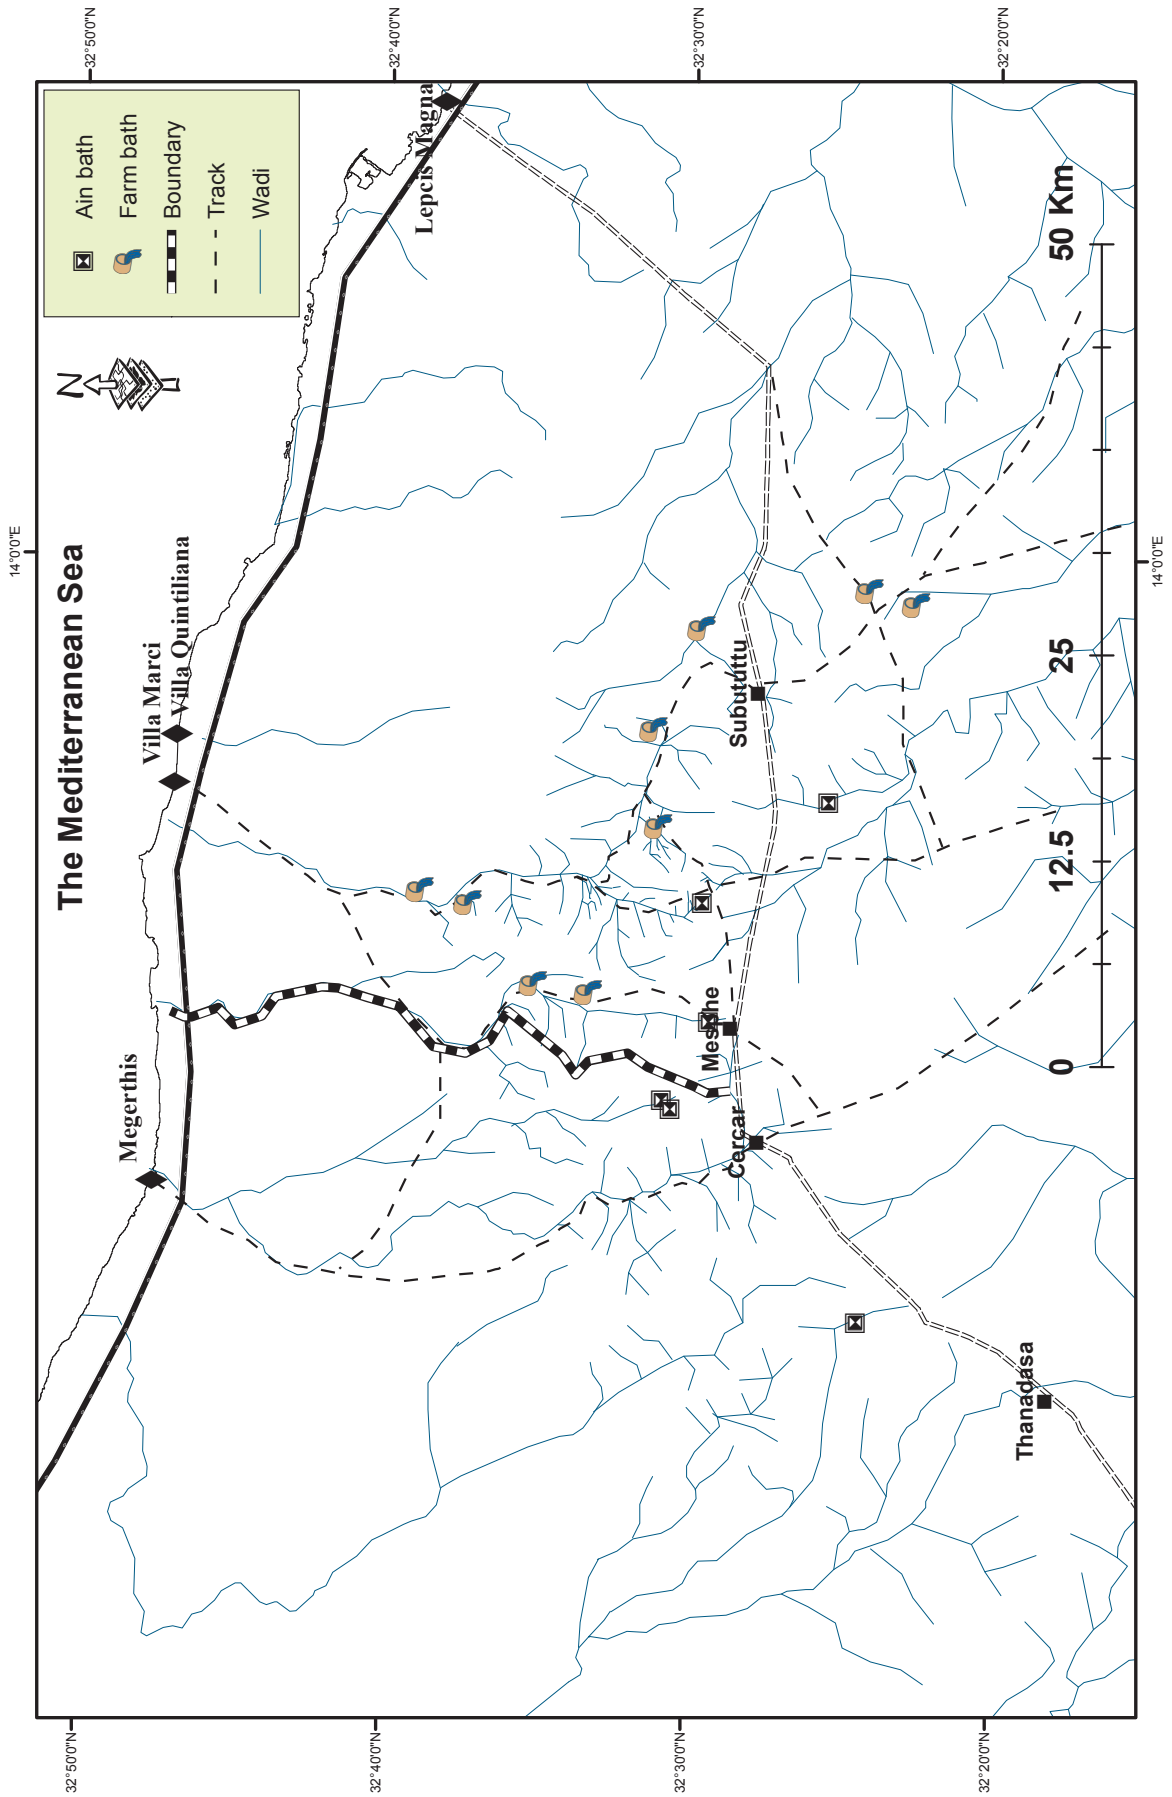 14°0'0"E
The Mediterranean Sea
N
Ain bath
Farm bath
Boundary
Track
Wadi
Megerthis
Villa Marci
Villa Quintiliana
Lepcis Magna
Cercar
Subututtu
Thanadasa
0
12.5
25
50 Km
32°50'0"N
32°40'0"N
32°30'0"N
32°20'0"N
32°50'0"N
32°40'0"N
32°30'0"N
32°20'0"N
14°0'0"E